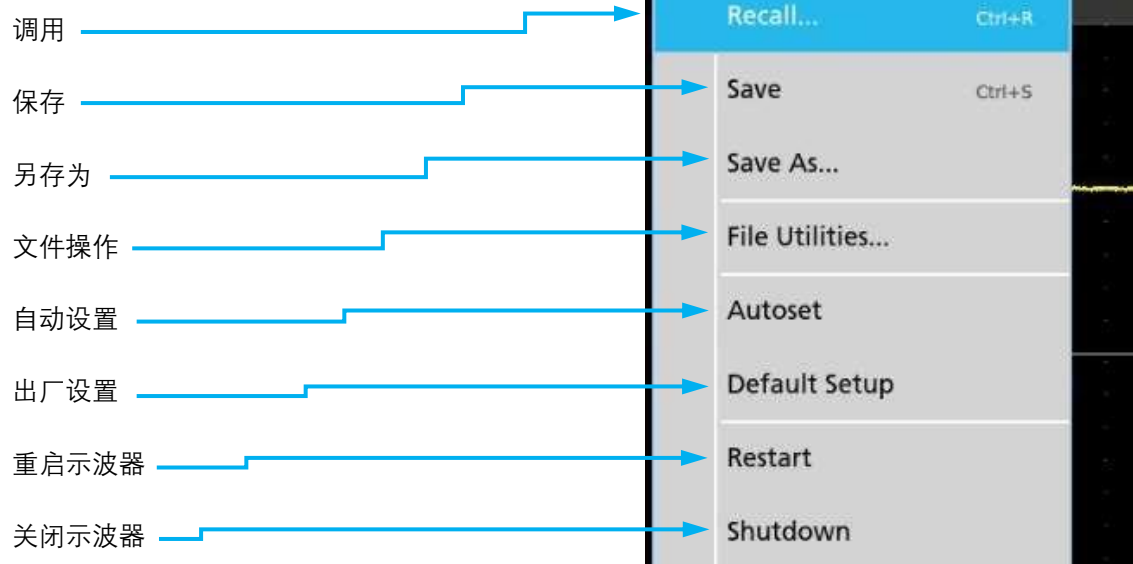 调用 Recall... Ctrl+R
保存 Save Ctrl+S
另存为 Save As...
文件操作 File Utilities...
自动设置 Autoset
出厂设置 Default Setup
重启示波器 Restart
关闭示波器 Shutdown